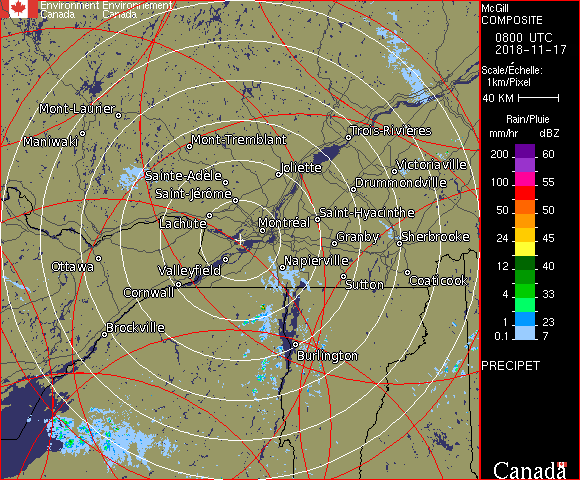 Environment Environnement
Canada Canada
McGill
COMPOSITE
0800 UTC
2018-11-17
Scale/Échelle:
1km/Pixel
40 KM
Rain/Pluie
mm/hr dBZ
200 60
100 55
50 50
24 45
12 40
4 33
1 23
0.1 7
PRECIPET
Canada
Mont-Laurier
Maniwaki
Mont-Tremblant
Trois-Rivières
Sainte-Adèle
Joliette
Victoriaville
Saint-Jérôme
Drummondville
Lachute
Montréal
Saint-Hyacinthe
Granby
Sherbrooke
Ottawa
Valleyfield
Napierville
Cornwall
Sutton
Coaticook
Brockville
Burlington